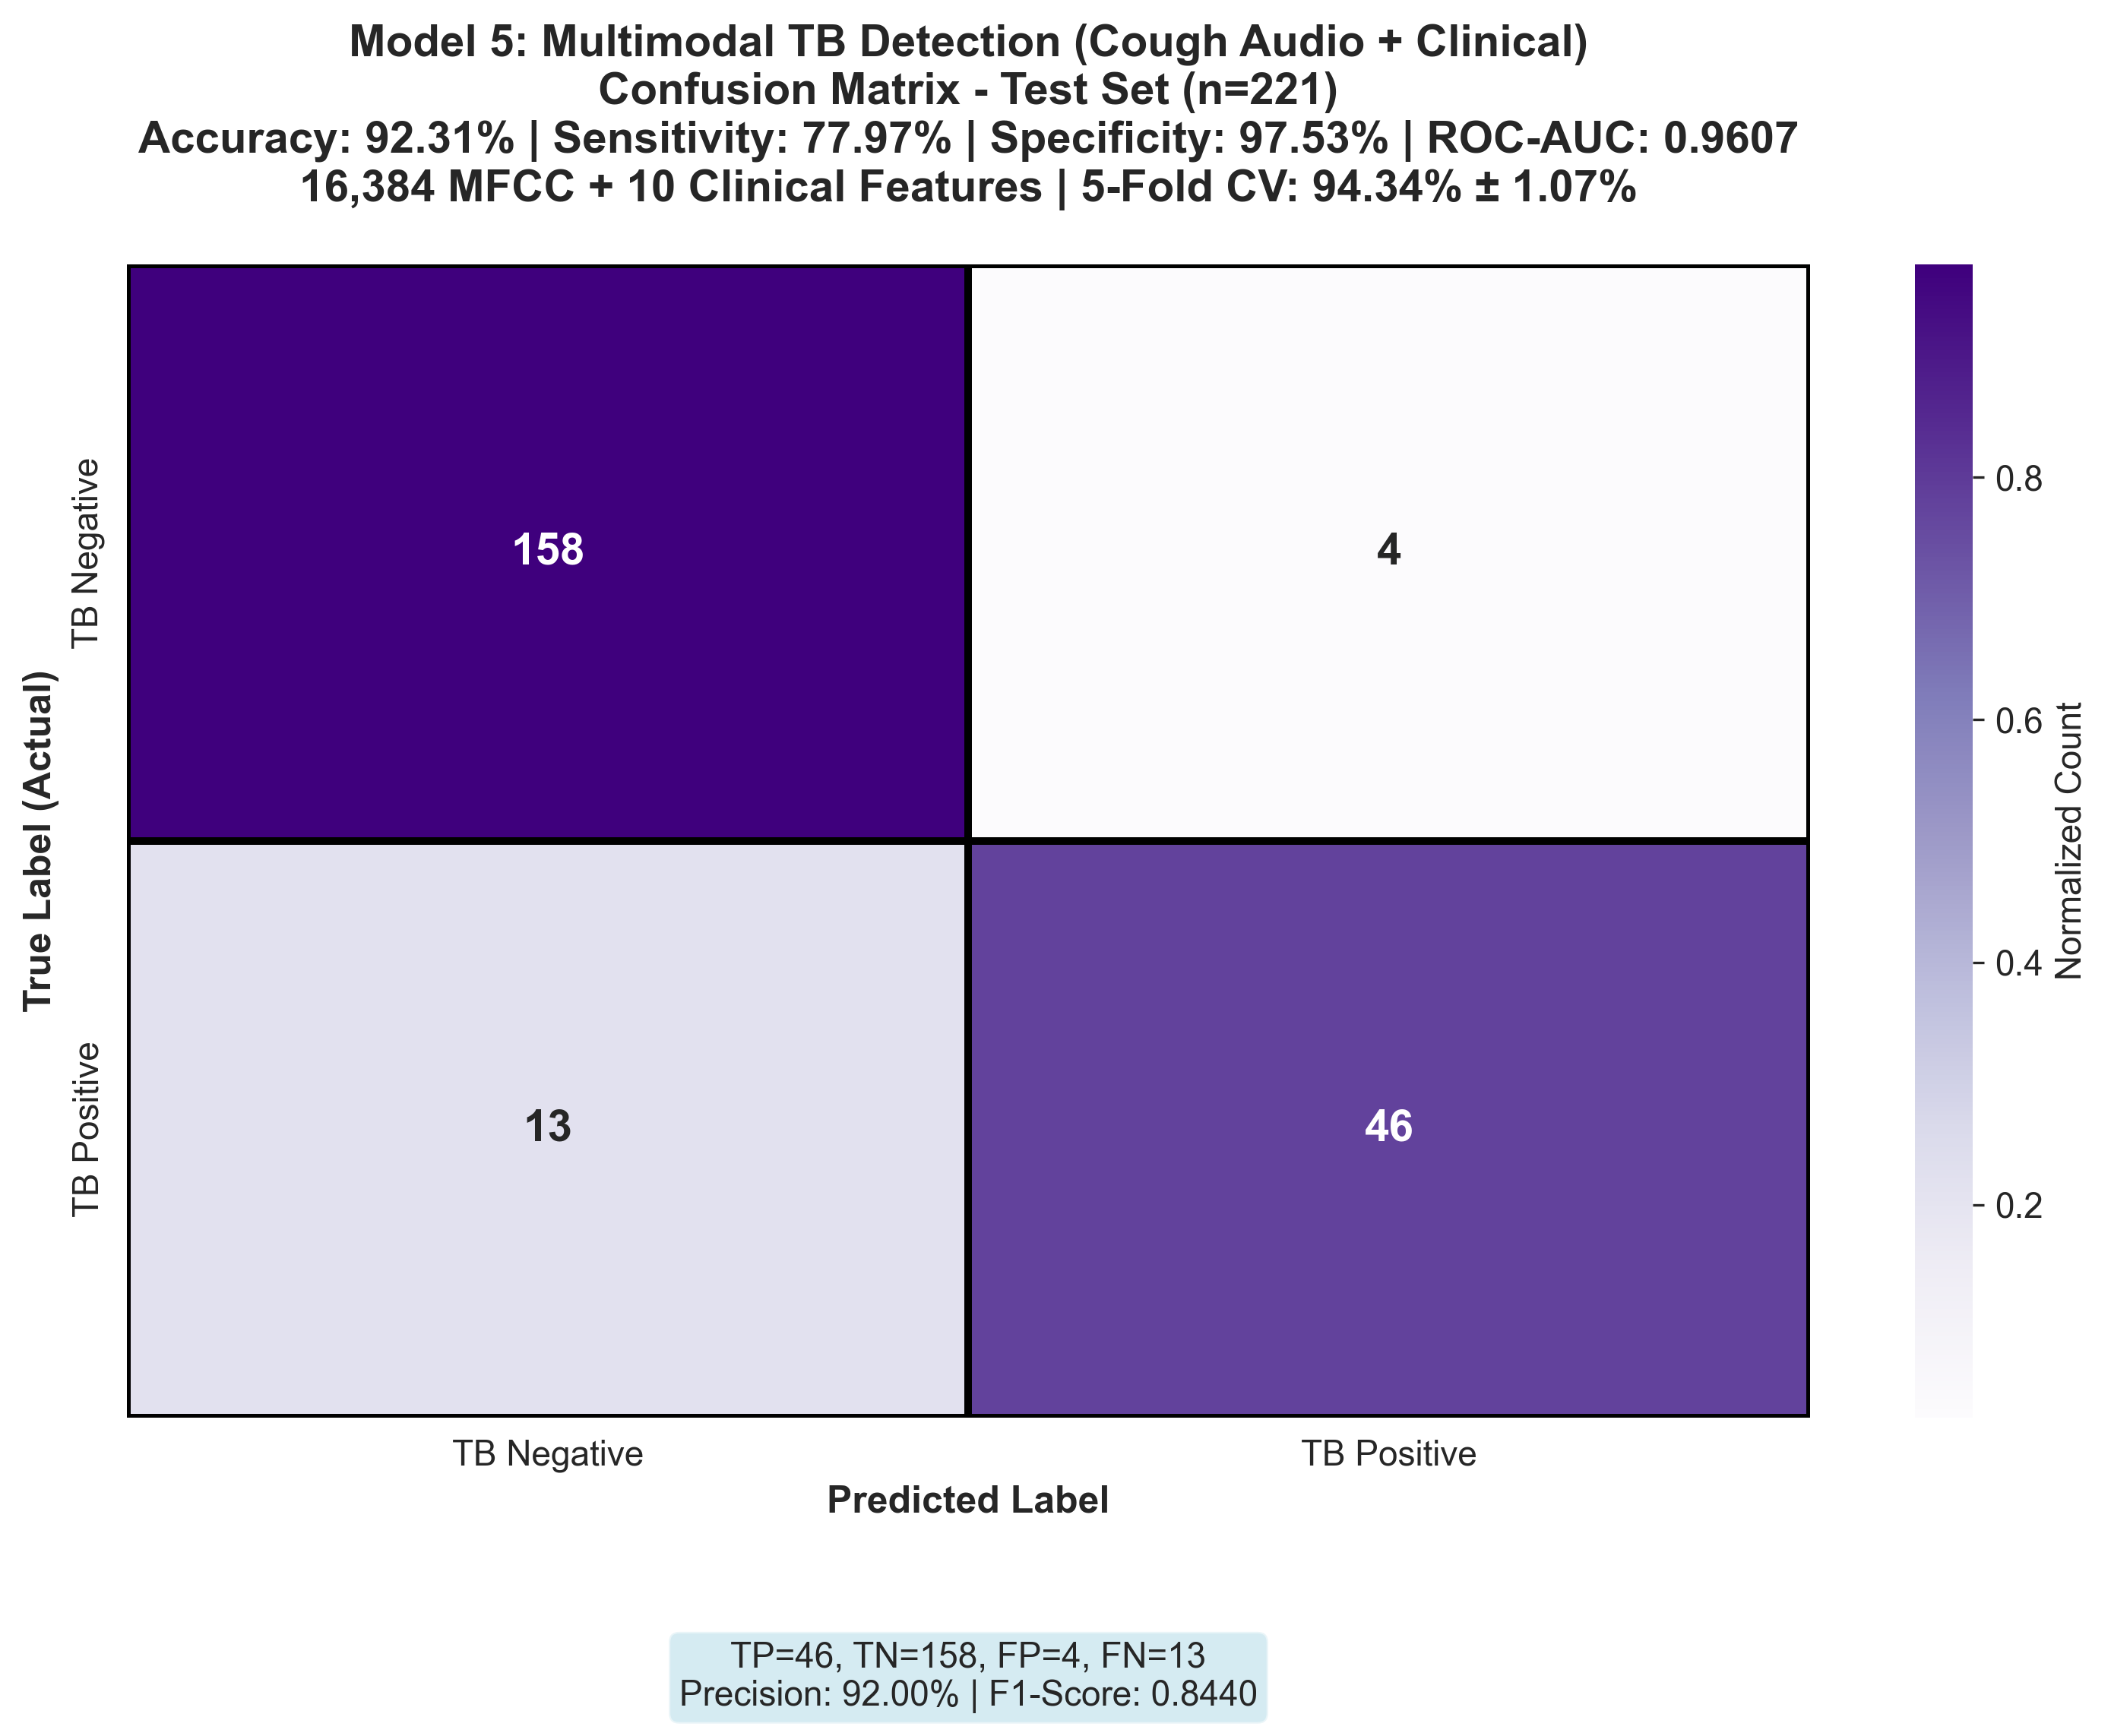 Model 5: Multimodal TB Detection (Cough Audio + Clinical)
Confusion Matrix - Test Set (n=221)
Accuracy: 92.31% | Sensitivity: 77.97% | Specificity: 97.53% | ROC-AUC: 0.9607
16,384 MFCC + 10 Clinical Features | 5-Fold CV: 94.34% ± 1.07%
True Label (Actual)
TB Negative
158
4
TB Positive
13
46
TB Negative
TB Positive
Predicted Label
0.8
0.6
0.4
0.2
Normalized Count
TP=46, TN=158, FP=4, FN=13
Precision: 92.00% | F1-Score: 0.8440